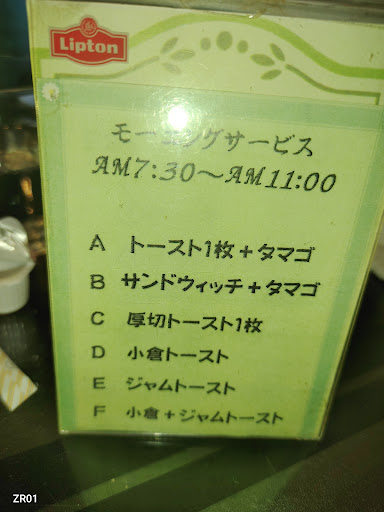 the
Lipton
モーニングサービス
AM7:30～AM11:00
A トースト1枚+タマゴ
B サンドウィッチ+タマゴ
C 厚切トースト1枚
D 小倉トースト
E ジャムトースト
F 小倉+ジャムトースト
ZR01